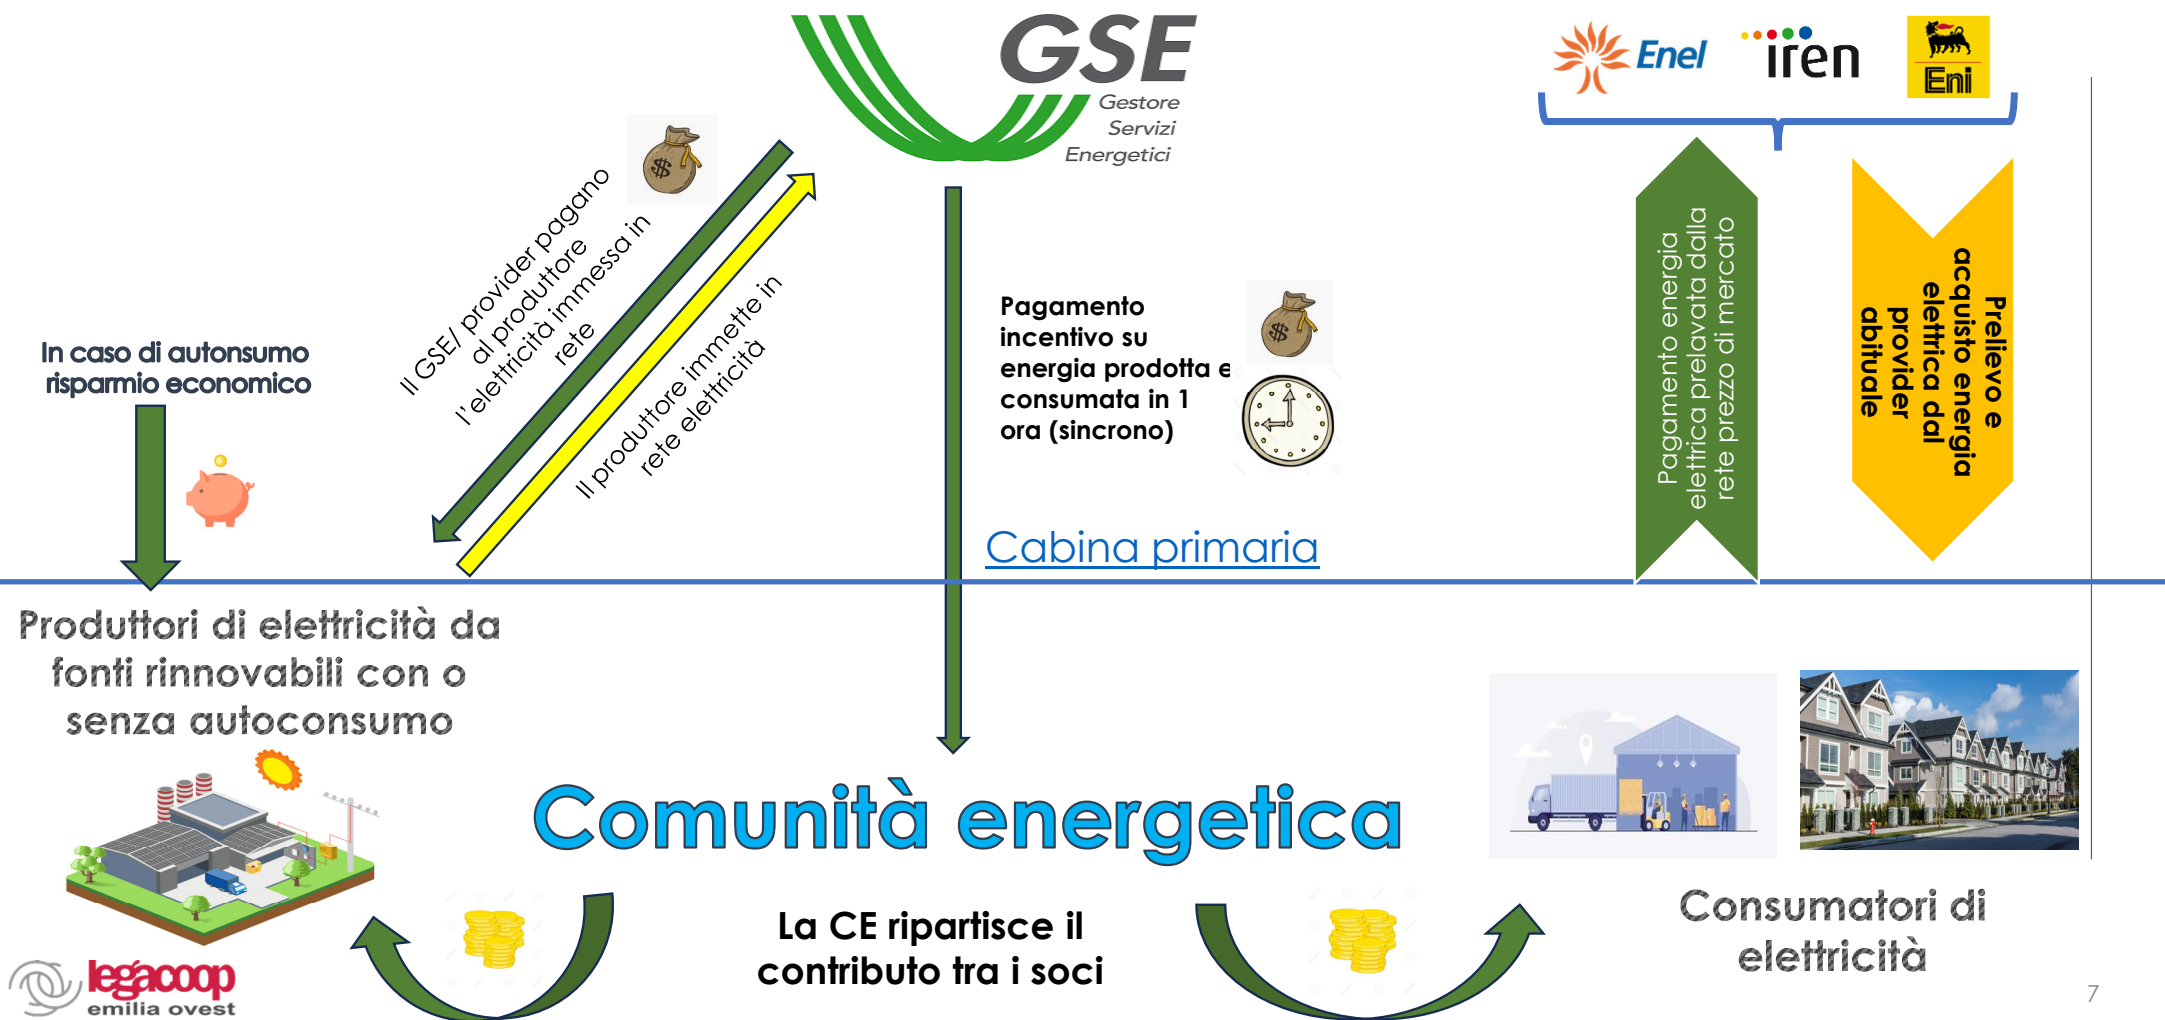 GSE
Gestore
Servizi
Energetici
Enel
iren
Eni
Il GSE/ provider pagano
al produttore
l'elettricità immessa in
rete
Il produttore immette in
rete elettricità
In caso di autonsumo
risparmio economico
Pagamento
incentivo su
energia prodotta e
consumata in 1
ora (sincrono)
Pagamento energia
elettrica prelavata dalla
rete prezzo di mercato
Prelievo e
acquisto energia
elettrica dal
provider
abituale
Cabina primaria
Produttori di elettricità da
fonti rinnovabili con o
senza autoconsumo
Comunità energetica
La CE ripartisce il
contributo tra i soci
Consumatori di
elettricità
legacoop
emilia ovest
7